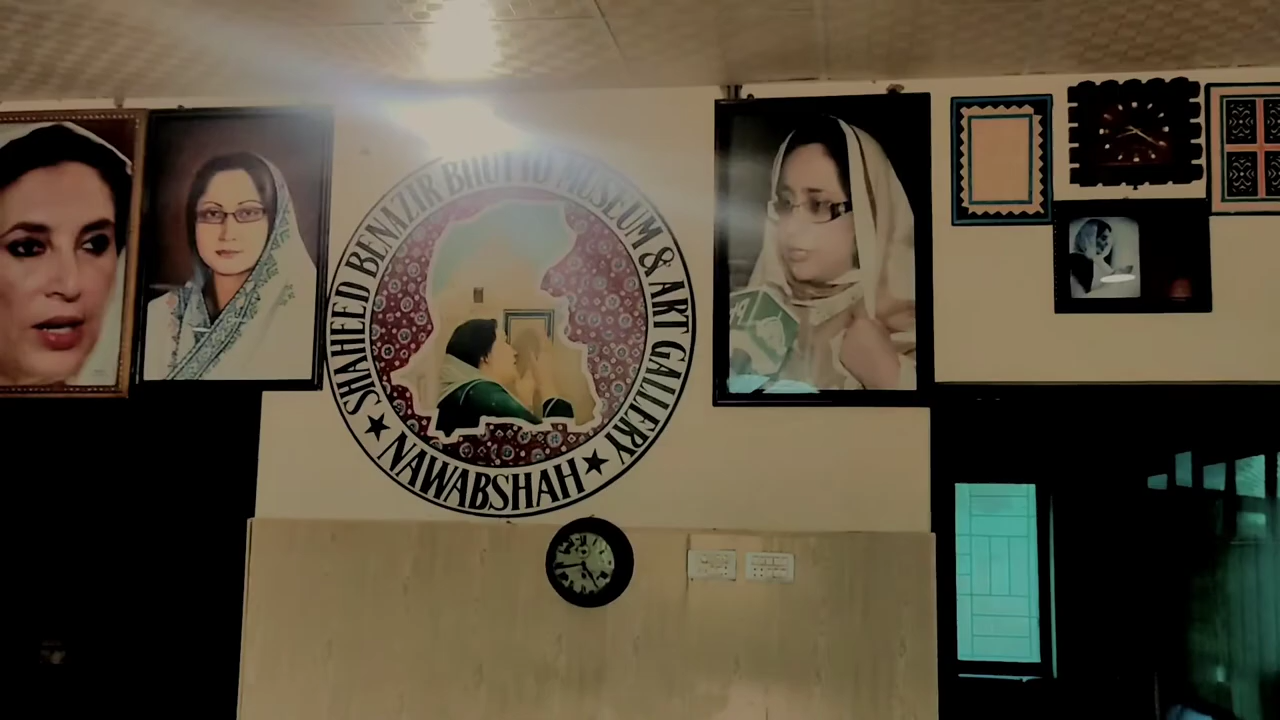 SHAHEED BENAZIR BHUTTO MUSEUM & ART GALLERY
★ NAWABSHAH ★